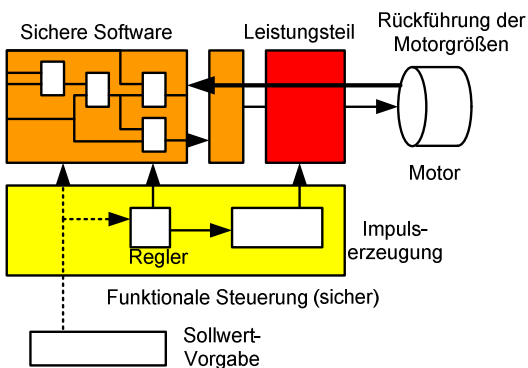 Sichere Software
Leistungsteil
Rückführung der
Motorgrößen
Motor
Impuls-
erzeugung
Regler
Funktionale Steuerung (sicher)
Sollwert-
Vorgabe